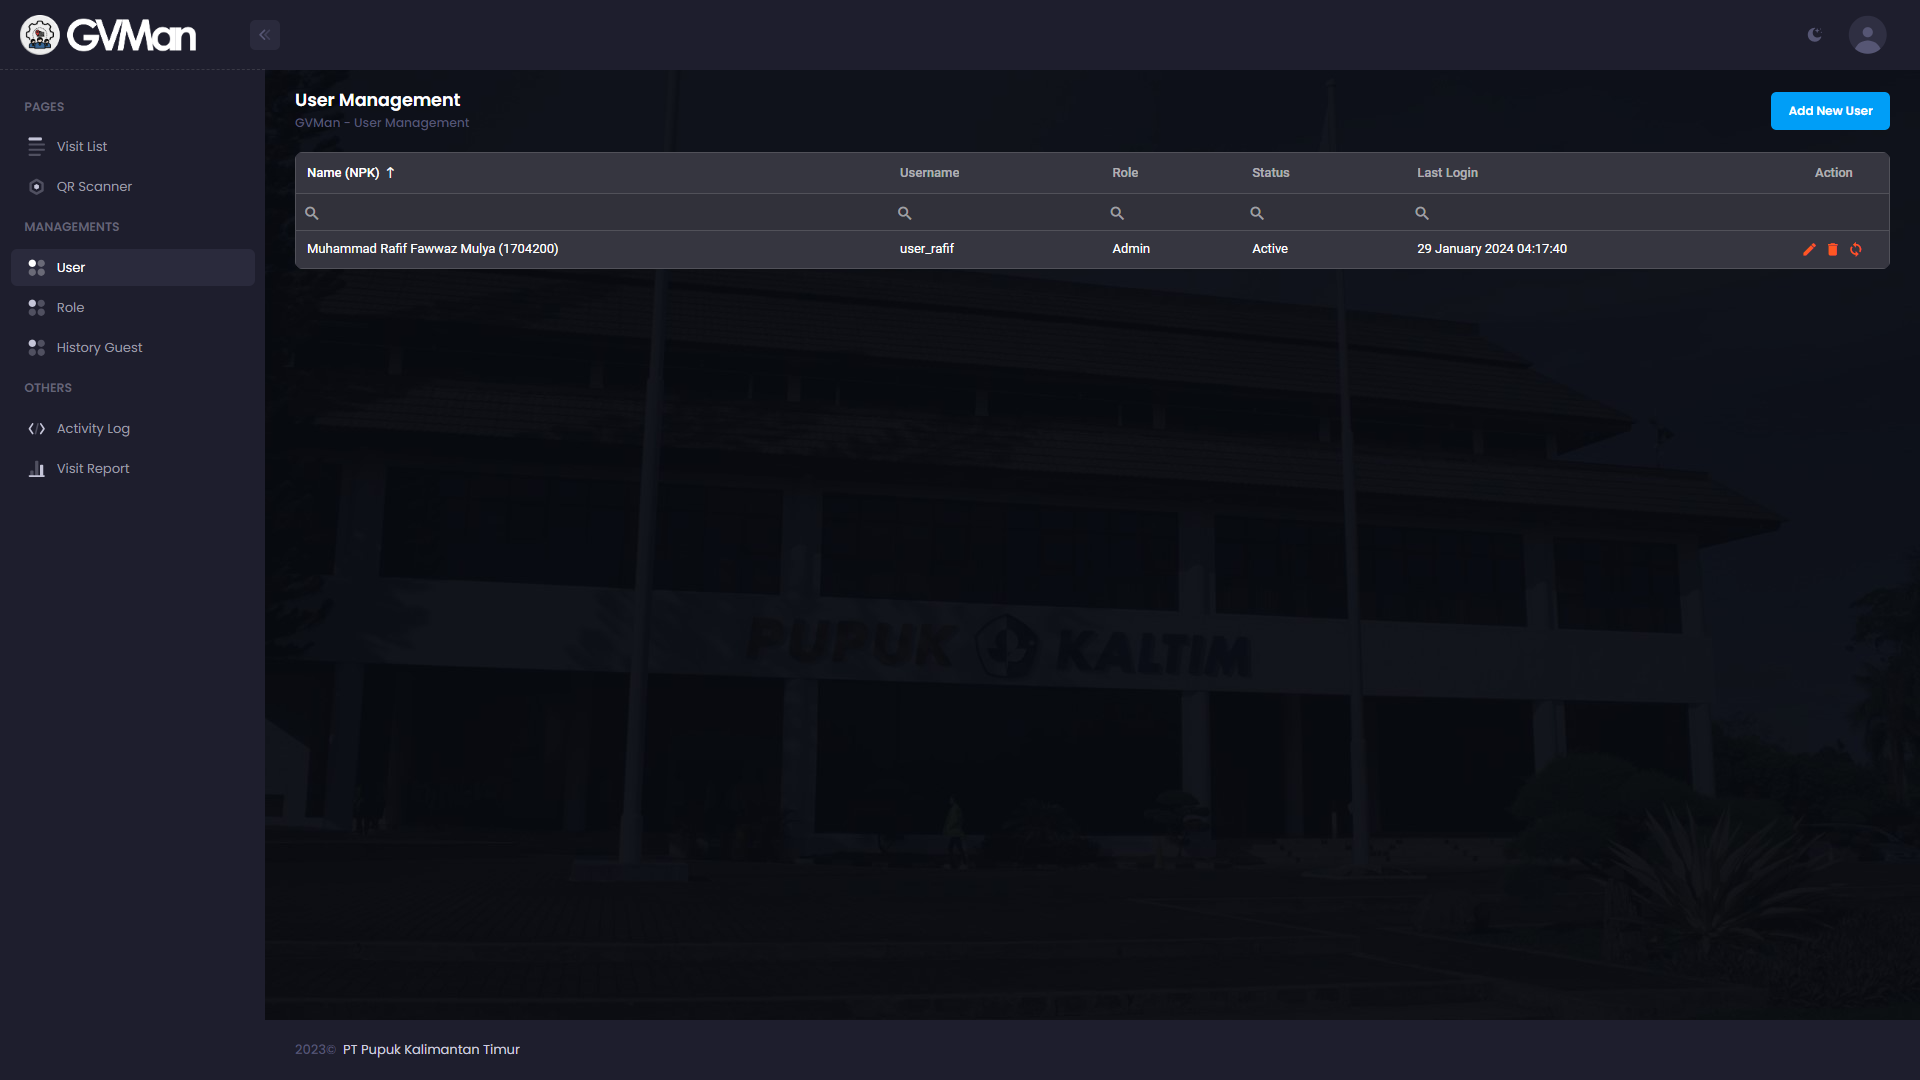 GVMan
PAGES
Visit List
QR Scanner
MANAGEMENTS
User
Role
History Guest
OTHERS
Activity Log
Visit Report
User Management
GVMan - User Management
Add New User
Name (NPK) ↑ Username Role Status Last Login Action
Muhammad Rafif Fawwaz Mulya (1704200) user_rafif Admin Active 29 January 2024 04:17:40
PUPUK KALTIM
2023© PT Pupuk Kalimantan Timur